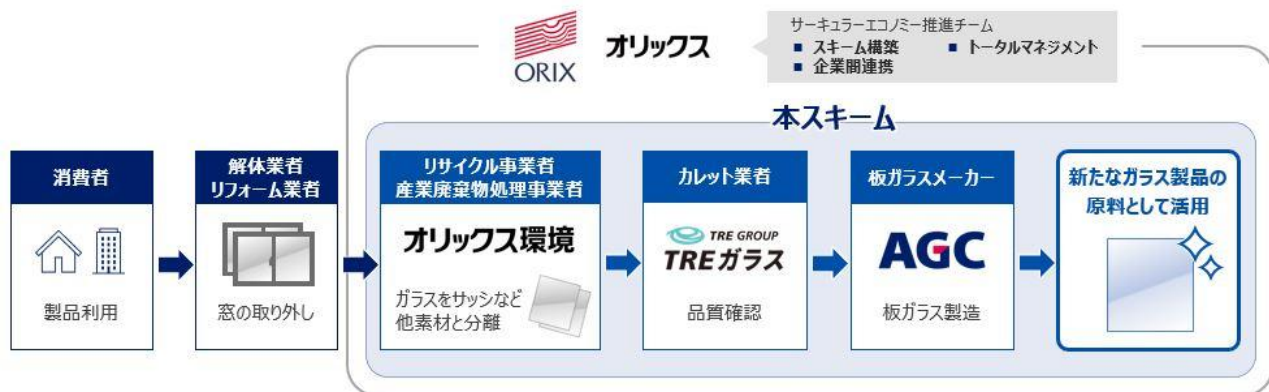 ORIX
オリックス
サーキュラーエコノミー推進チーム
■ スキーム構築 ■ トータルマネジメント
■ 企業間連携
本スキーム
消費者
製品利用
解体業者
リフォーム業者
窓の取り外し
リサイクル事業者
産業廃棄物処理事業者
オリックス環境
ガラスをサッシなど
他素材と分離
カレット業者
TRE GROUP
TREガラス
品質確認
板ガラスメーカー
AGC
板ガラス製造
新たなガラス製品の
原料として活用